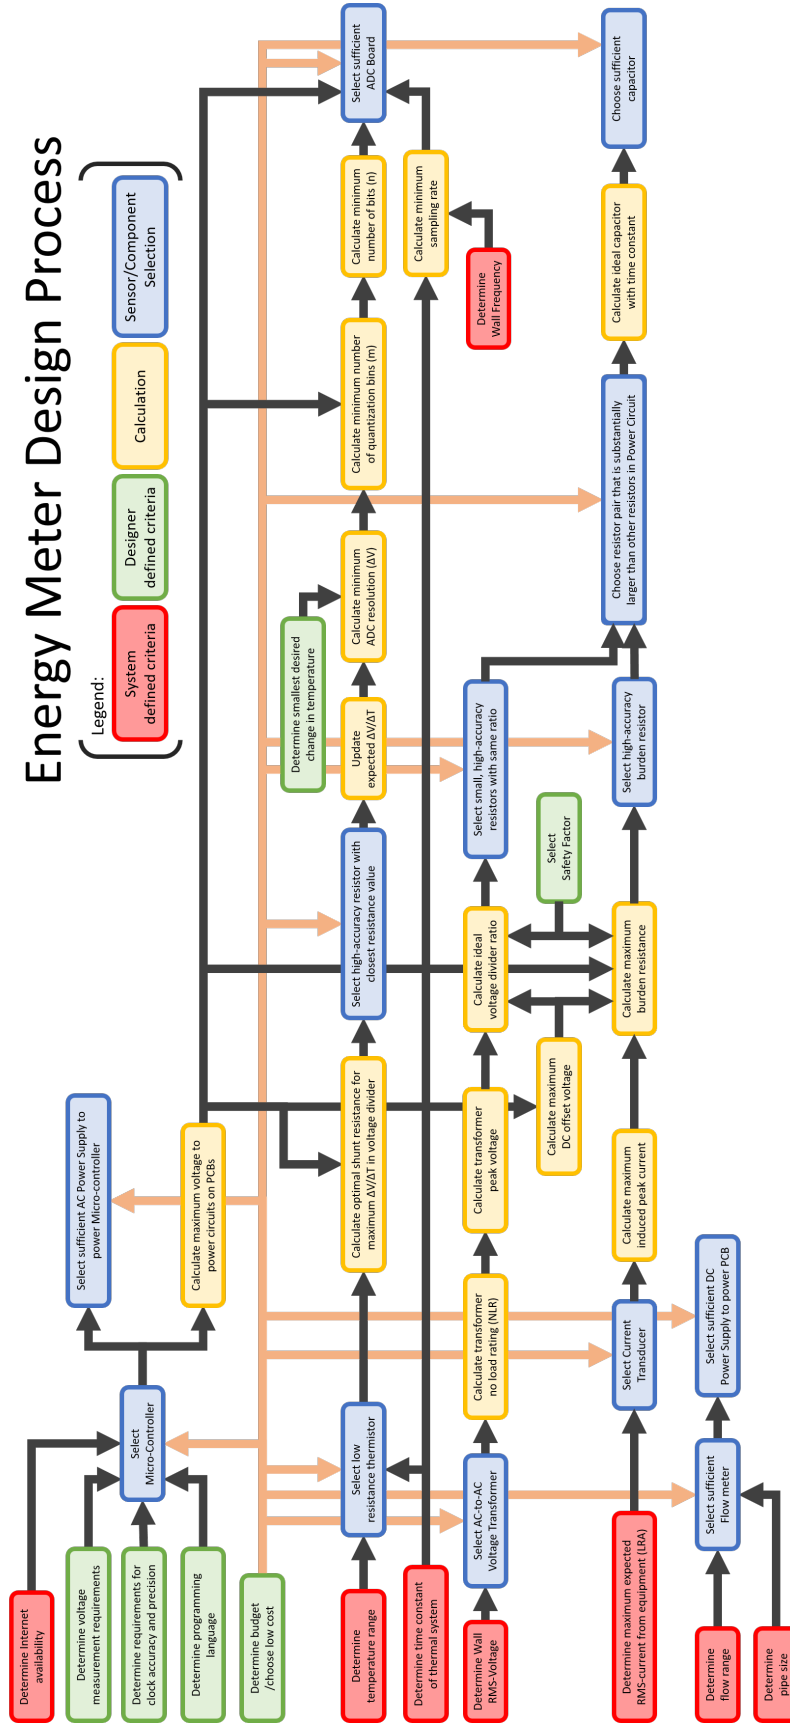 Energy Meter Design Process
Legend:
System
defined criteria
Designer
defined criteria
Calculation
Sensor/Component
Selection
Determine Internet
availability
Determine voltage
measurement requirements
Determine requirements for
clock accuracy and precision
Determine programming
language
Determine budget
/choose low cost
Select
Micro-Controller
Select sufficient AC Power Supply to
power Micro-controller
Calculate maximum voltage to
power circuits on PCBs
Determine
temperature range
Select low
resistance thermistor
Calculate optimal shunt resistance for
maximum ΔV/ΔT in voltage divider
Select high-accuracy resistor with
closest resistance value
Update
expected ΔV/ΔT
Determine smallest desired
change in temperature
Calculate minimum
ADC resolution (ΔV)
Calculate minimum number
of quantization bins (m)
Calculate minimum
number of bits (n)
Select sufficient
ADC Board
Determine time constant
of thermal system
Calculate minimum
sampling rate
Determine
Wall Frequency
Determine Wall
RMS-Voltage
Select AC-to-AC
Voltage Transformer
Calculate transformer
no load rating (NLR)
Calculate transformer
peak voltage
Calculate ideal
voltage divider ratio
Select small, high-accuracy
resistors with same ratio
Calculate maximum
DC offset voltage
Select
Safety Factor
Determine maximum expected
RMS-current from equipment (LRA)
Select Current
Transducer
Calculate maximum
induced peak current
Calculate maximum
burden resistance
Select high-accuracy
burden resistor
Choose resistor pair that is substantially
larger than other resistors in Power Circuit
Calculate ideal capacitor
with time constant
Choose sufficient
capacitor
Determine
flow range
Select sufficient
Flow meter
Select sufficient DC
Power Supply to power PCB
Determine
pipe size